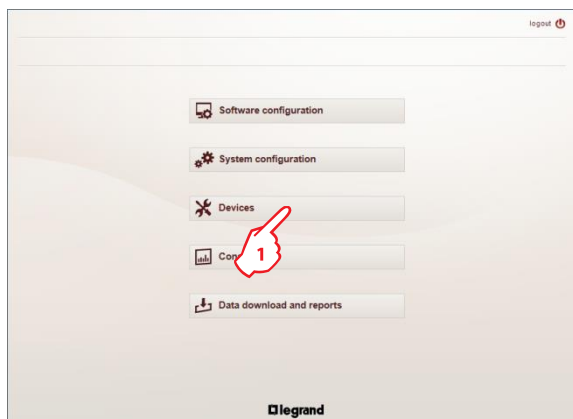 logout
Software configuration
System configuration
Devices
1
Data download and reports
legrand